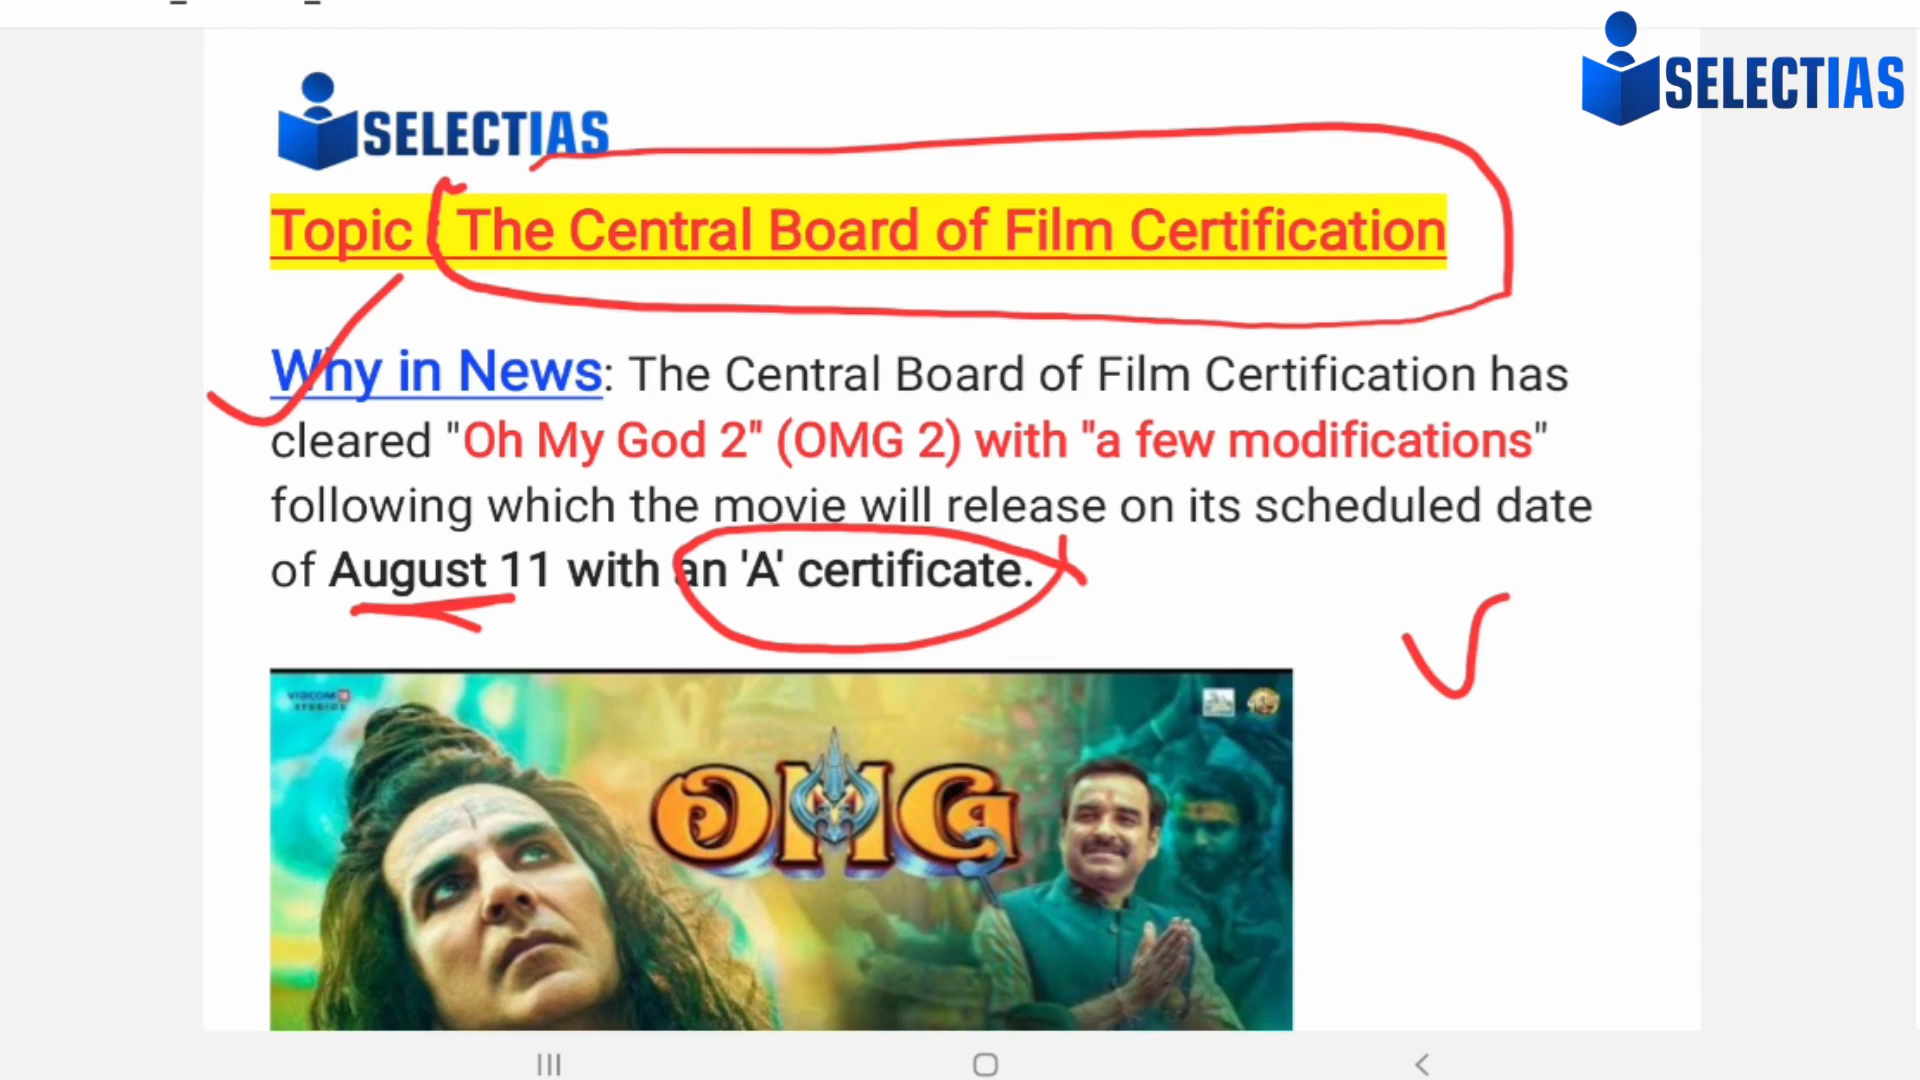 SELECTIAS
SELECTIAS
Topic The Central Board of Film Certification
Why in News: The Central Board of Film Certification has
cleared "Oh My God 2" (OMG 2) with "a few modifications"
following which the movie will release on its scheduled date
of August 11 with an 'A' certificate.
VIACOM18
STUDIOS
OMG